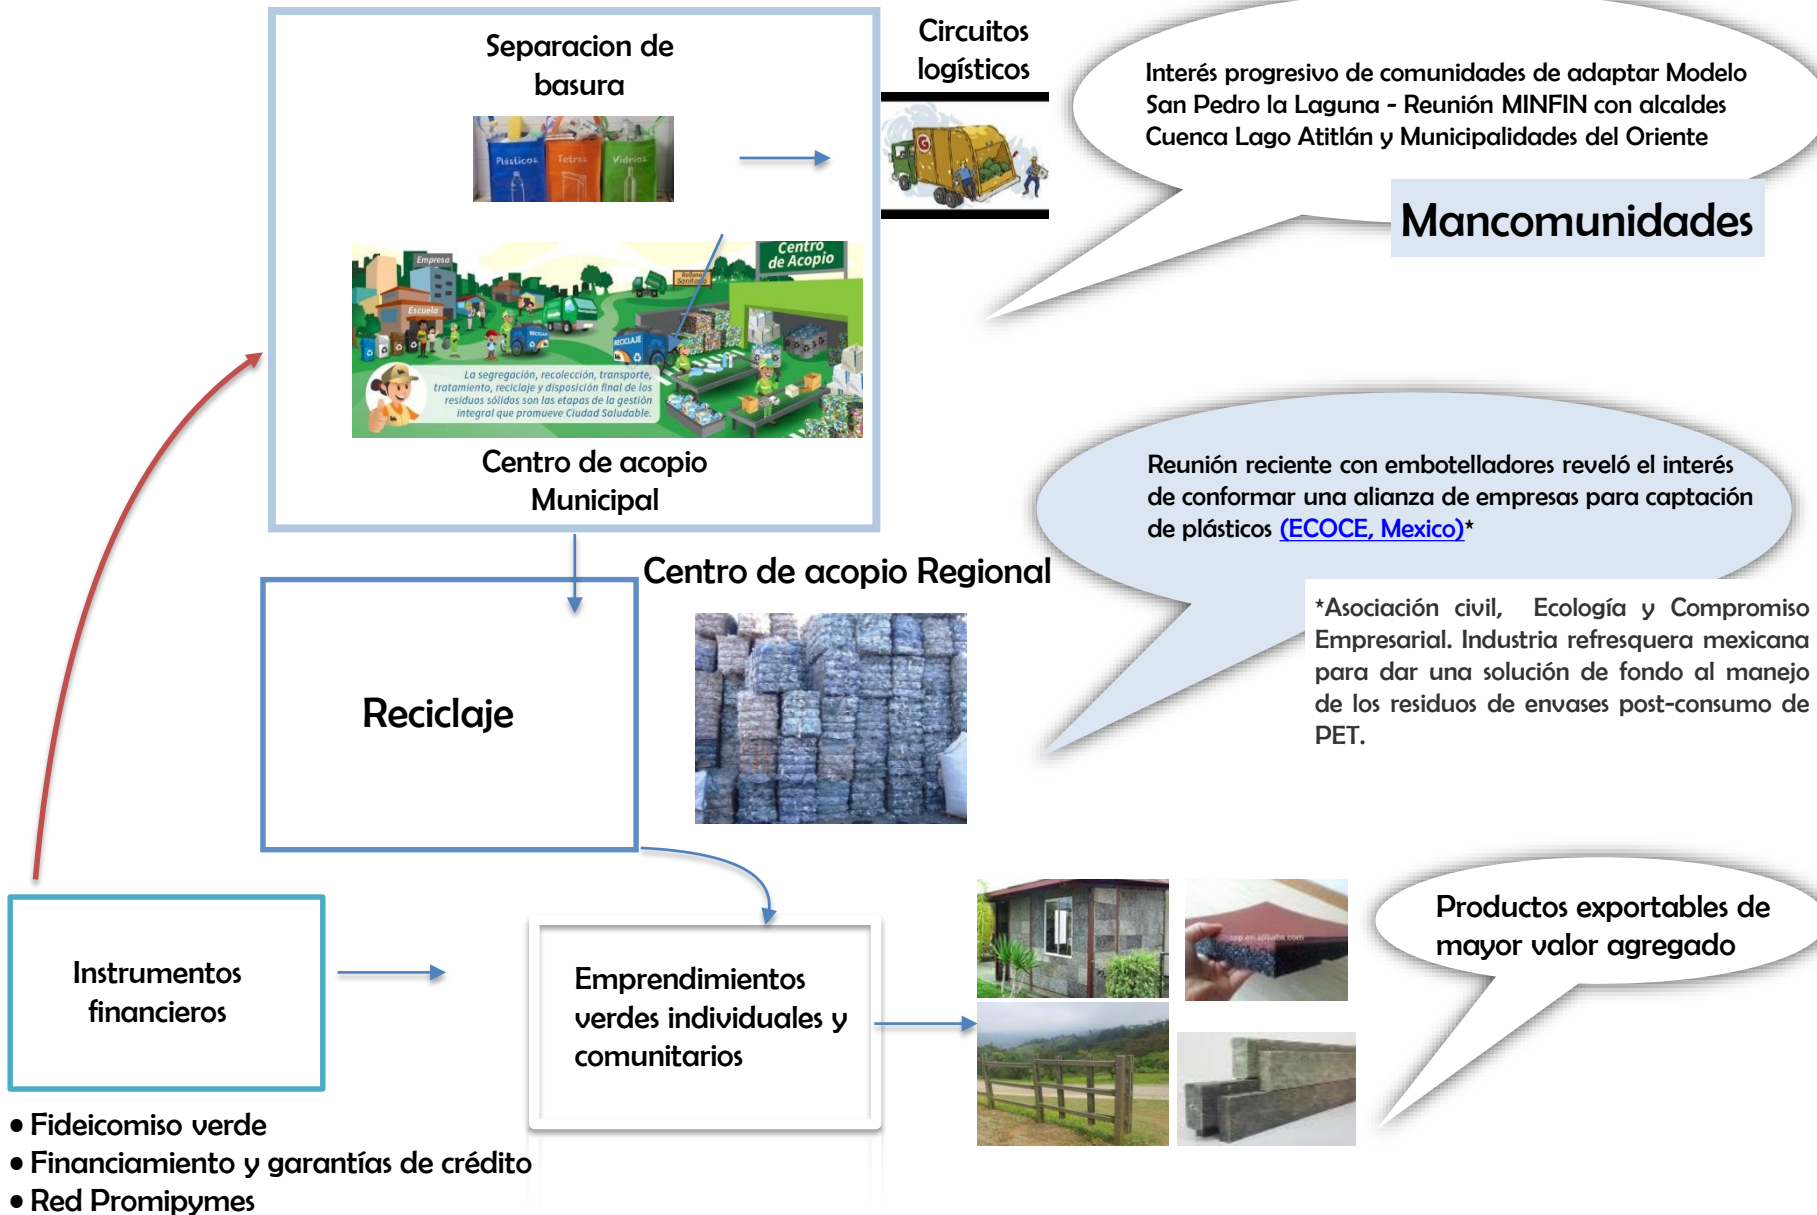 Separacion de
basura
Plásticos
Tetras
Vidrios
Circuitos
logísticos
G
Interés progresivo de comunidades de adaptar Modelo
San Pedro la Laguna - Reunión MINFIN con alcaldes
Cuenca Lago Atitlán y Municipalidades del Oriente
Mancomunidades
Empresa
Escuela
Relleno
Sanitario
Centro
de Acopio
RECICLAJE
RECICLAJE
La segregación, recolección, transporte,
tratamiento, reciclaje y disposición final de los
residuos sólidos son las etapas de la gestión
integral que promueve Ciudad Saludable.
Centro de acopio
Municipal
Reunión reciente con embotelladores reveló el interés
de conformar una alianza de empresas para captación
de plásticos (ECOCE, Mexico)*
*Asociación civil, Ecología y Compromiso
Empresarial. Industria refresquera mexicana
para dar una solución de fondo al manejo
de los residuos de envases post-consumo de
PET.
Centro de acopio Regional
Reciclaje
Instrumentos
financieros
• Fideicomiso verde
• Financiamiento y garantías de crédito
• Red Promipymes
Emprendimientos
verdes individuales y
comunitarios
Productos exportables de
mayor valor agregado